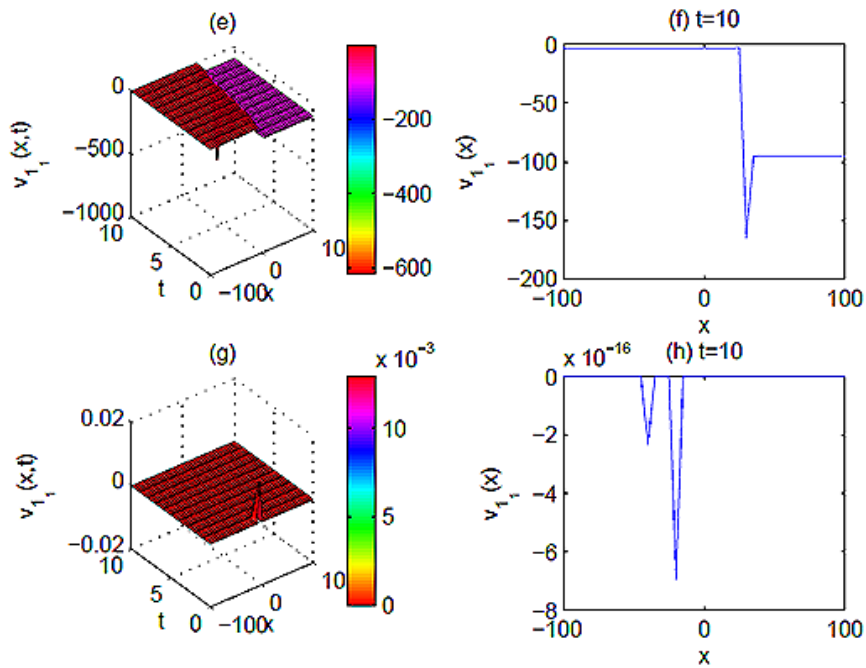 (e)
0
−500
−1000
v₁₁(x,t)
10
5
0
t
−100x
0
10
−200
−400
−600
(f) t=10
0
−50
−100
−150
−200
v₁₁(x)
−100
0
100
x
(g)
x 10⁻³
0.02
0
−0.02
v₁₁(x,t)
10
5
0
t
−100x
0
10
10
5
0
x 10⁻¹⁶
(h) t=10
0
−2
−4
−6
−8
v₁₁(x)
−100
0
100
x